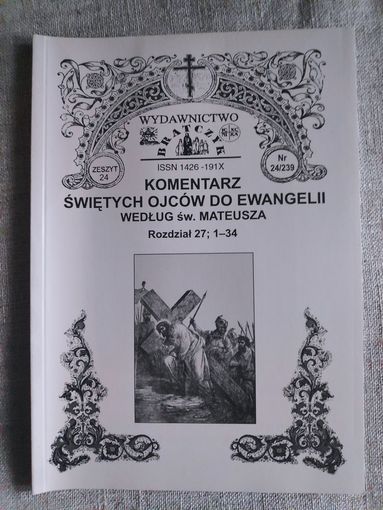 WYDAWNICTWO
BRATCZYK
ZESZYT
24
ISSN 1426 -191X
Nr
24/239
KOMENTARZ
ŚWIĘTYCH OJCÓW DO EWANGELII
WEDŁUG św. MATEUSZA
Rozdział 27; 1–34